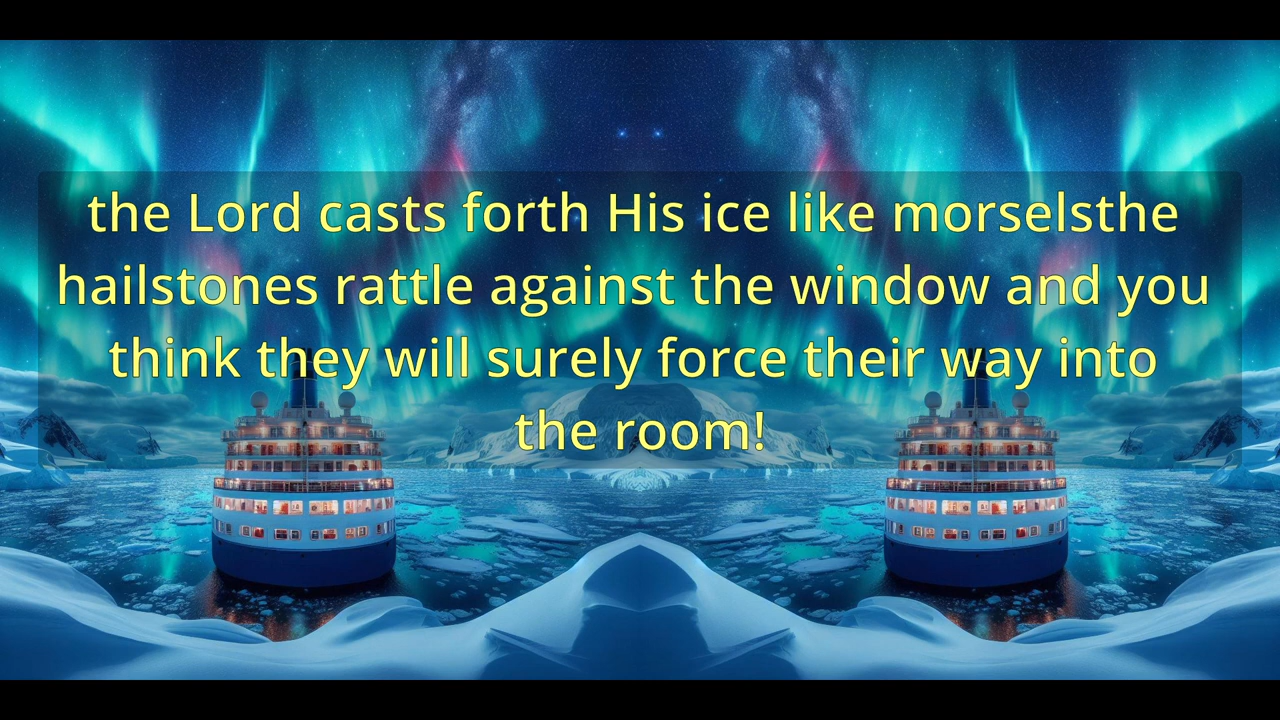 the Lord casts forth His ice like morselsthe
hailstones rattle against the window and you
think they will surely force their way into
the room!